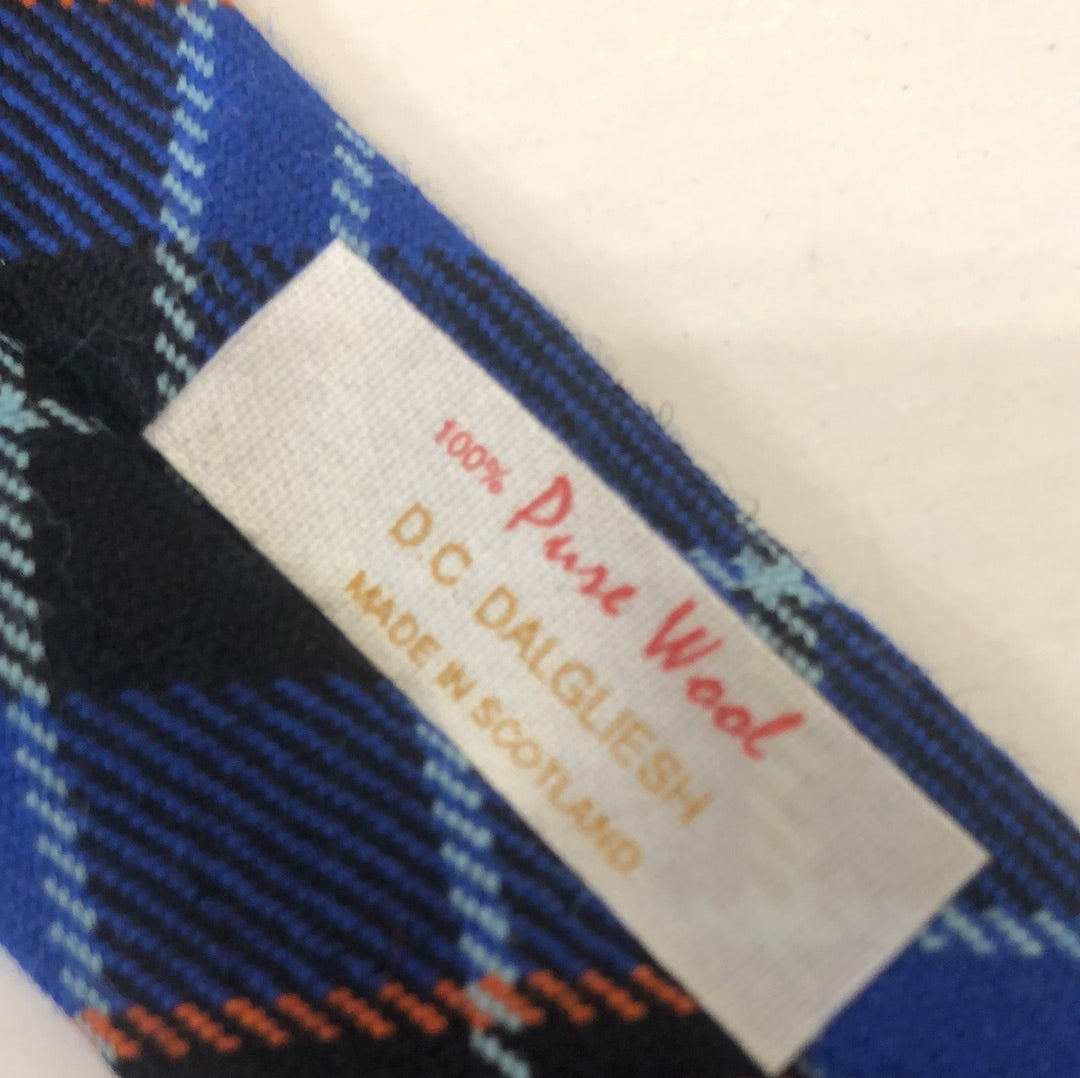 100% Pure Wool
D.C DALGLIESH
MADE IN SCOTLAND